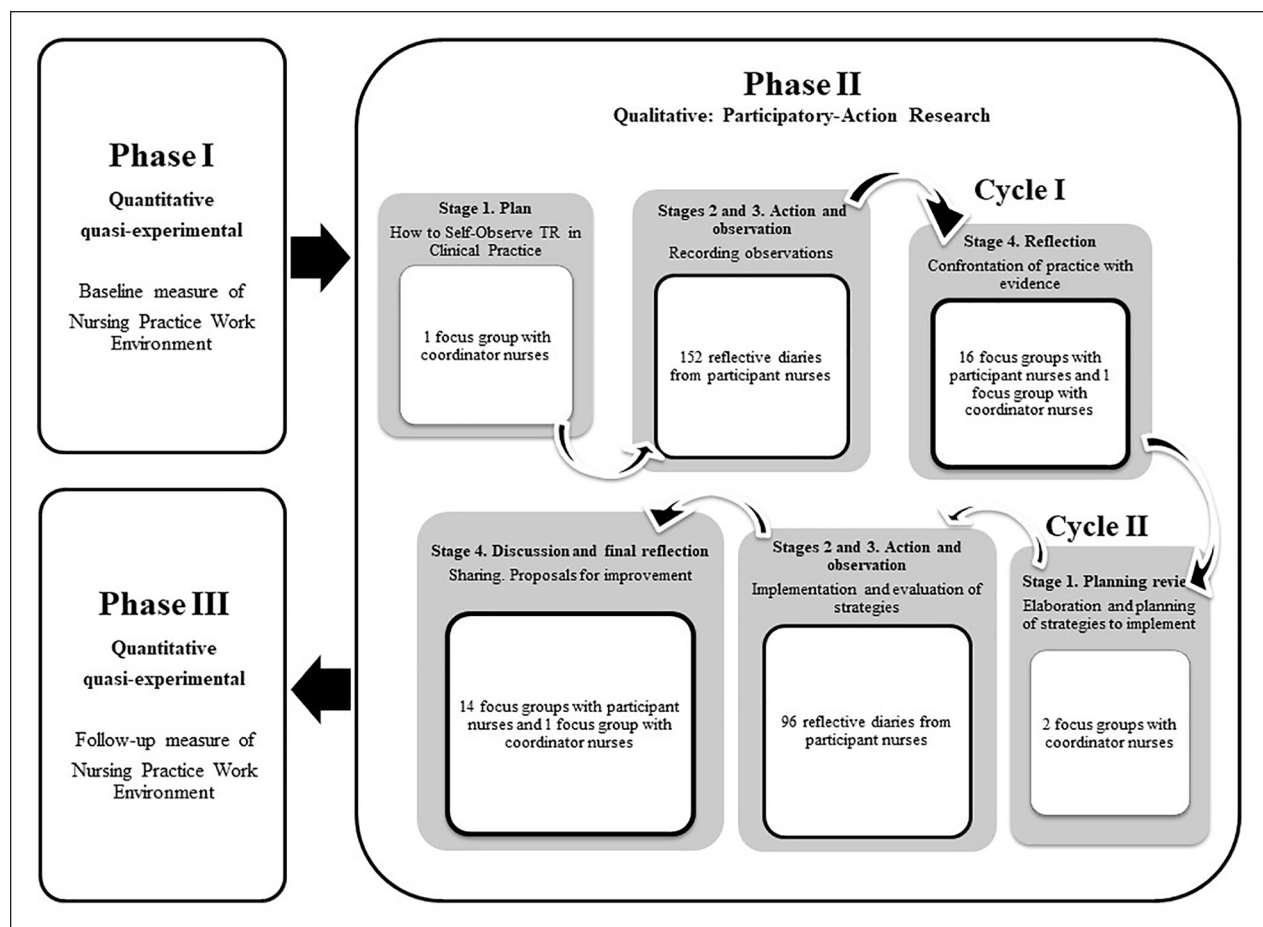 Phase I
Quantitative
quasi-experimental
Baseline measure of
Nursing Practice Work
Environment
Phase II
Qualitative: Participatory-Action Research
Cycle I
Stage 1. Plan
How to Self-Observe TR in
Clinical Practice
1 focus group with
coordinator nurses
Stages 2 and 3. Action and
observation
Recording observations
152 reflective diaries
from participant nurses
Stage 4. Reflection
Confrontation of practice with
evidence
16 focus groups with
participant nurses and 1
focus group with
coordinator nurses
Cycle II
Stage 1. Planning revie
Elaboration and planning
of strategies to implement
2 focus groups with
coordinator nurses
Stages 2 and 3. Action and
observation
Implementation and evaluation of
strategies
96 reflective diaries from
participant nurses
Stage 4. Discussion and final reflection
Sharing. Proposals for improvement
14 focus groups with participant
nurses and 1 focus group with
coordinator nurses
Phase III
Quantitative
quasi-experimental
Follow-up measure of
Nursing Practice Work
Environment